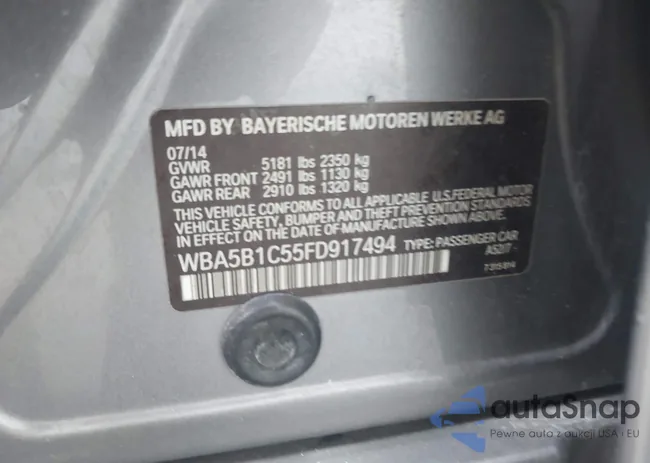 MFD BY BAYERISCHE MOTOREN WERKE AG
07/14
GVWR 5181 lbs 2350 kg
GAWR FRONT 2491 lbs 1130 kg
GAWR REAR 2910 lbs 1320 kg
THIS VEHICLE CONFORMS TO ALL APPLICABLE U.S.FEDERAL MOTOR
VEHICLE SAFETY, BUMPER AND THEFT PREVENTION STANDARDS
IN EFFECT ON THE DATE OF MANUFACTURE SHOWN ABOVE.
WBA5B1C55FD917494 TYPE: PASSENGER CAR
autoSnap
Pewne auta z aukcji USA i EU